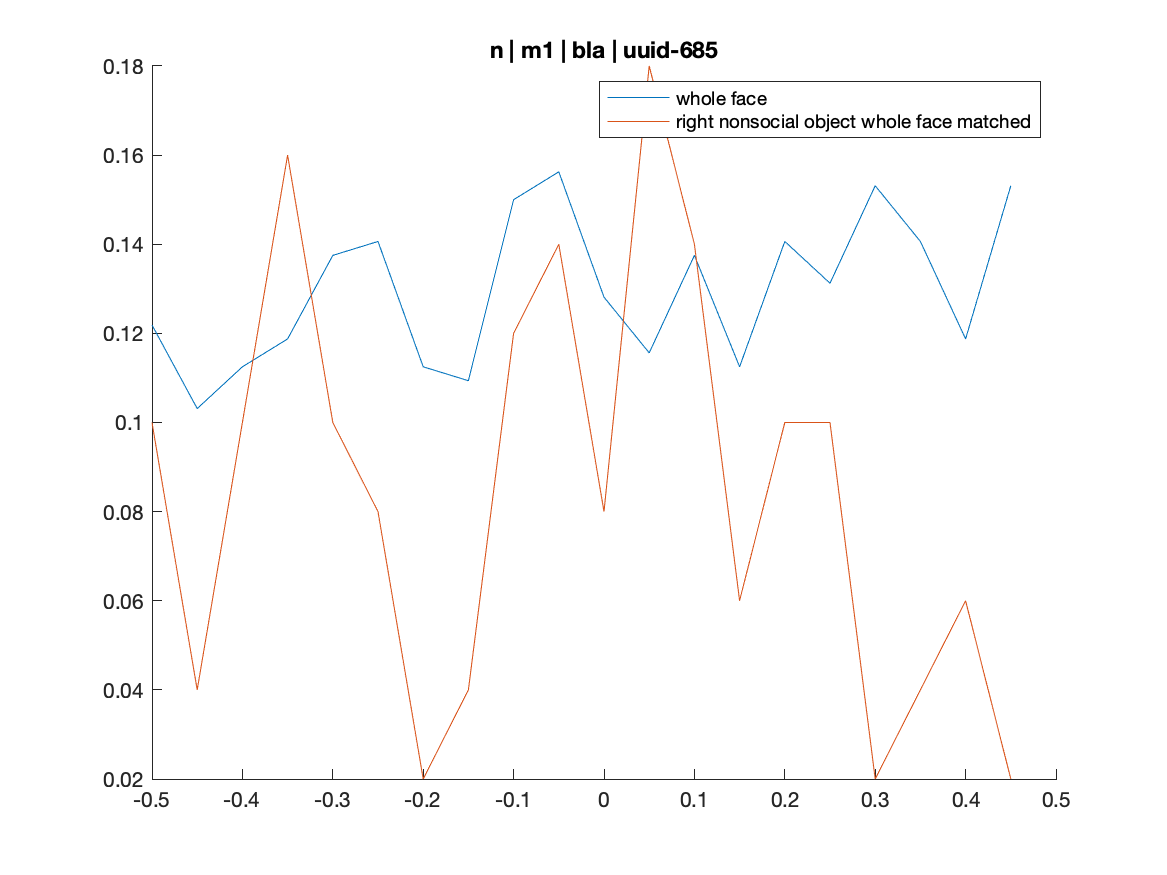 n | m1 | bla | uuid-685
0.18
whole face
right nonsocial object whole face matched
0.16
0.14
0.12
0.1
0.08
0.06
0.04
0.02
-0.5 -0.4 -0.3 -0.2 -0.1 0 0.1 0.2 0.3 0.4 0.5